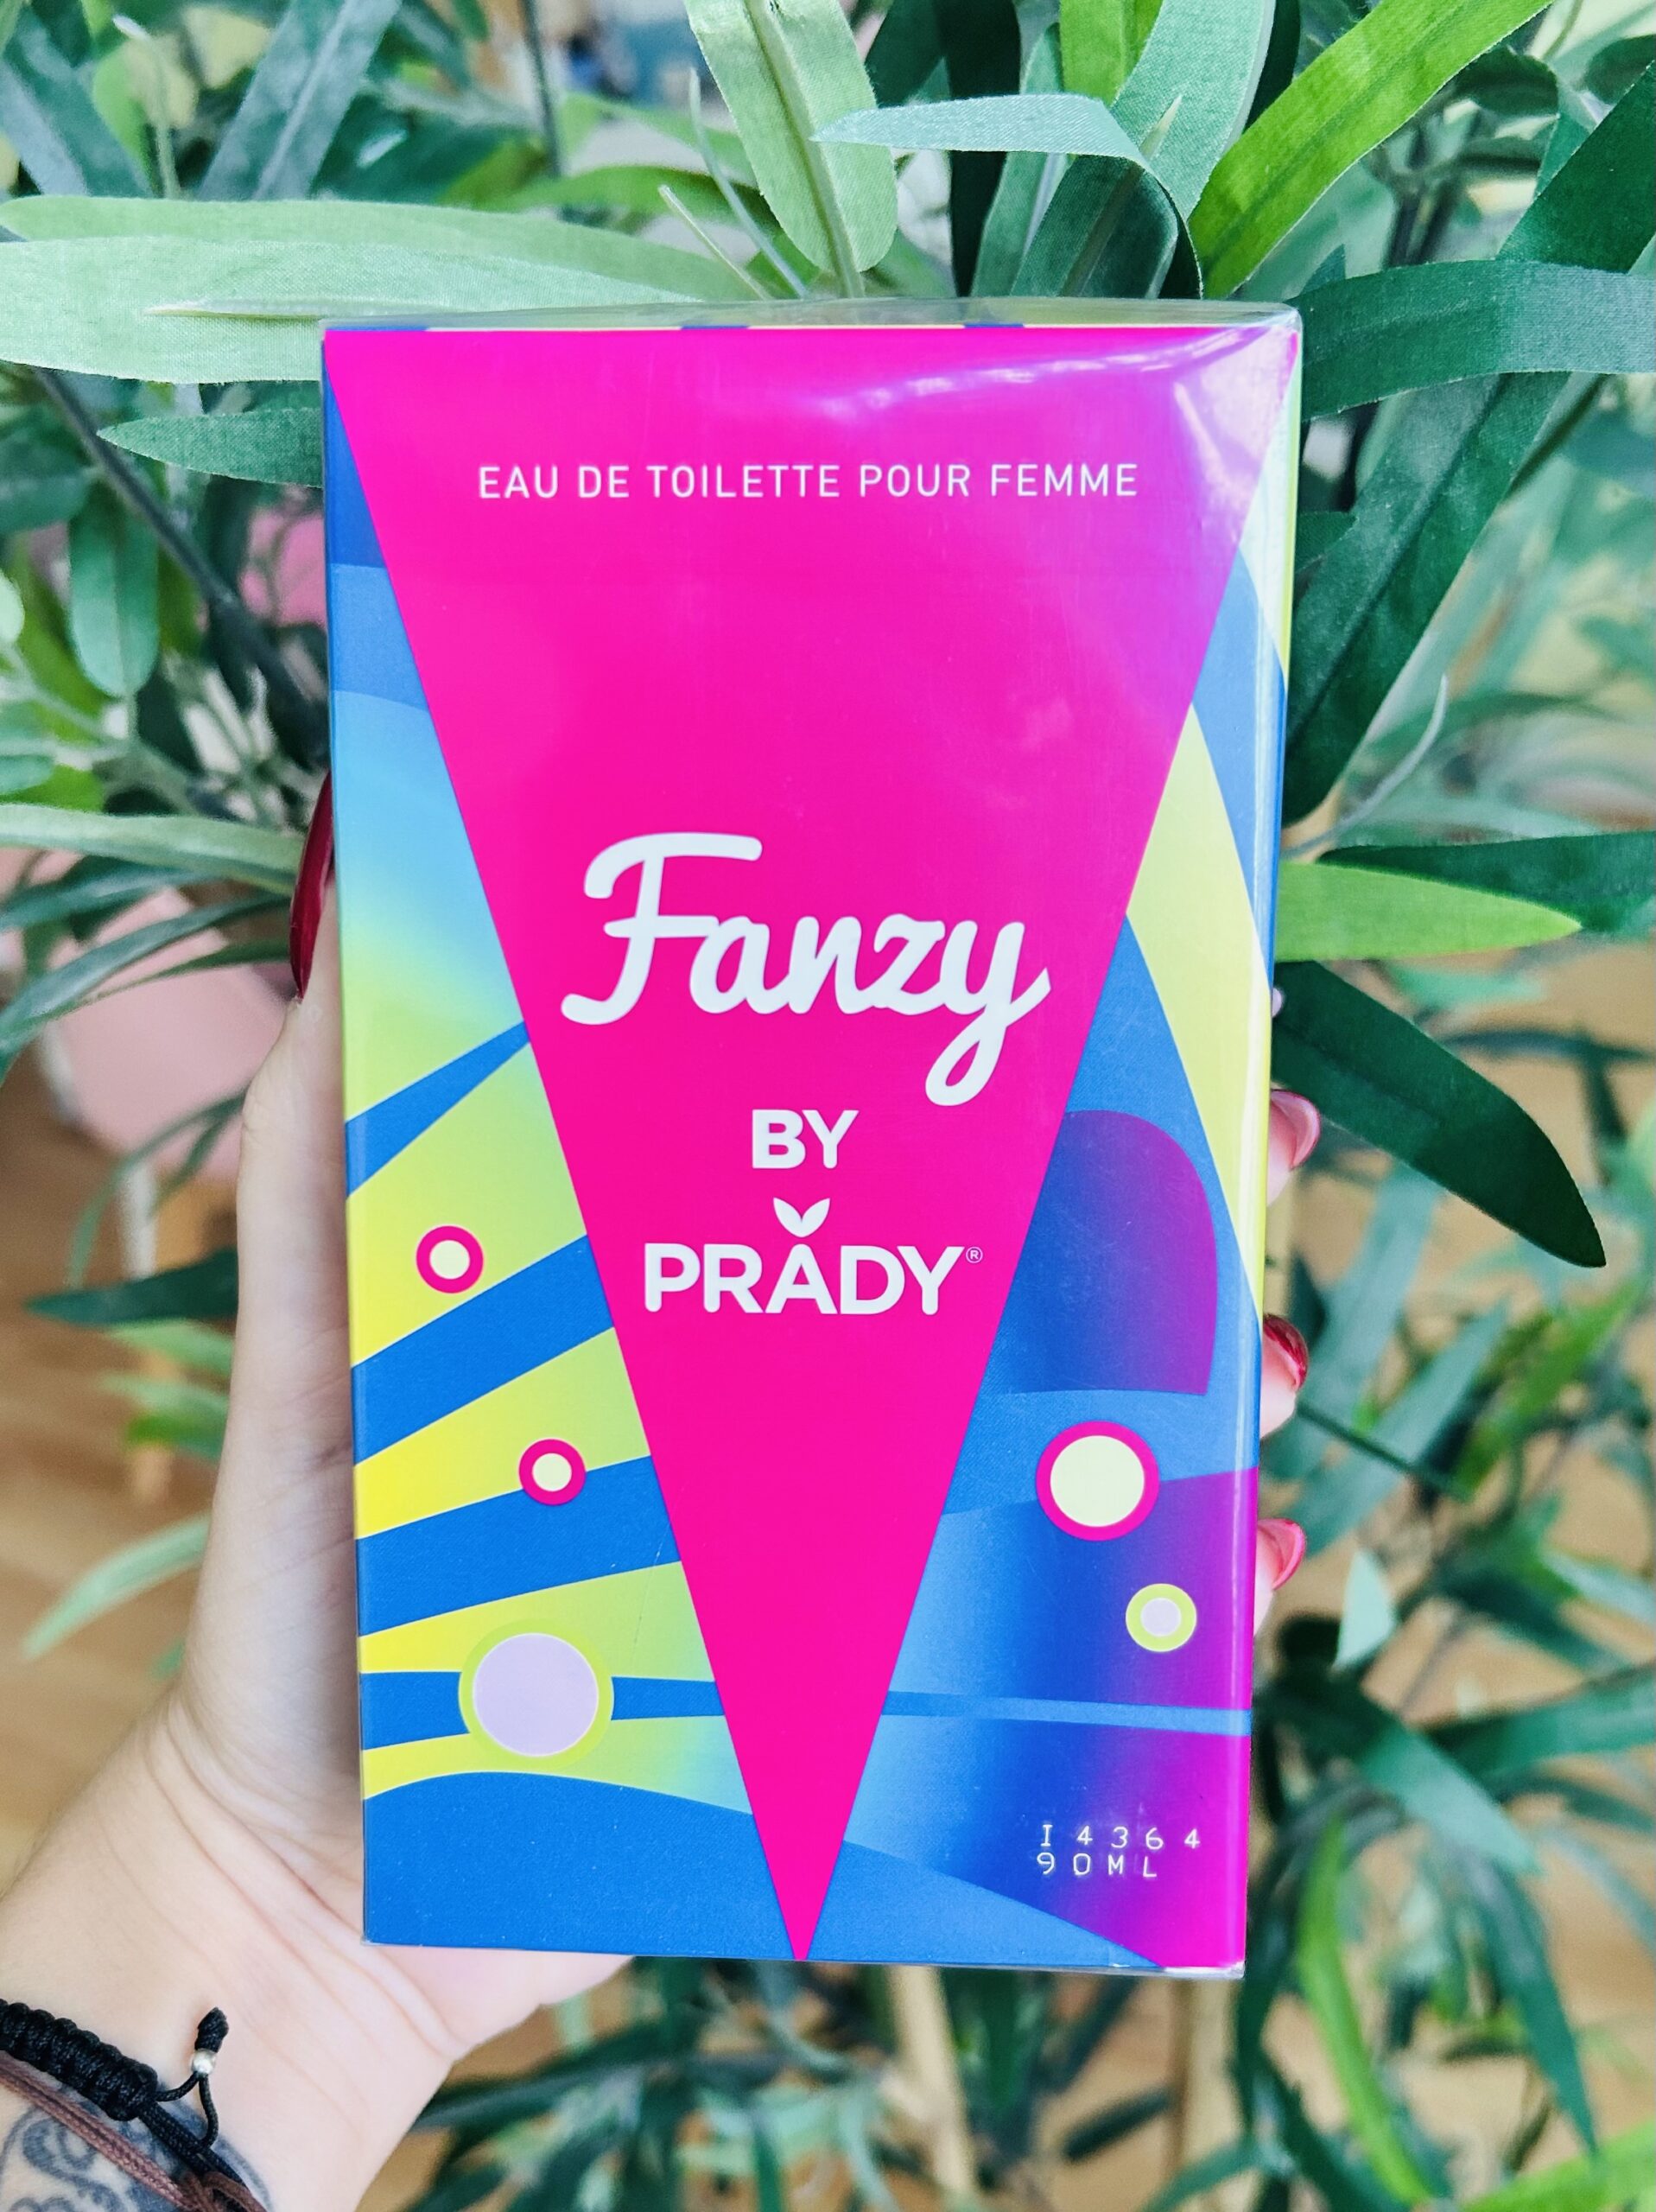 EAU DE TOILETTE POUR FEMME
Fanzy
BY
PRADY®
I4364
90ML